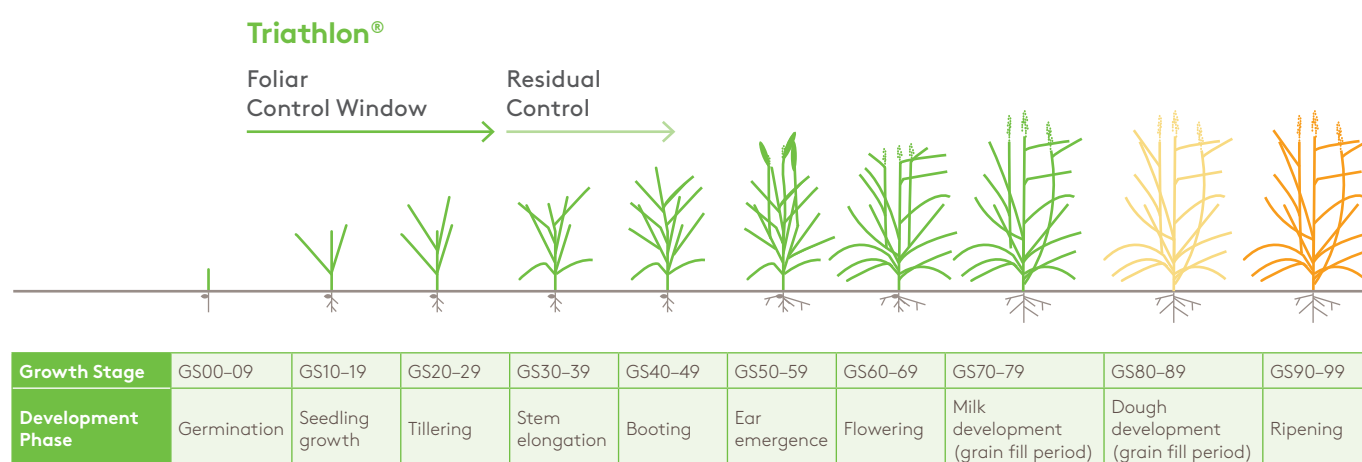 Triathlon®
Foliar
Control Window
Residual
Control
Growth Stage GS00–09 GS10–19 GS20–29 GS30–39 GS40–49 GS50–59 GS60–69 GS70–79 GS80–89 GS90–99
Development
Phase
Germination
Seedling
growth
Tillering
Stem
elongation
Booting
Ear
emergence
Flowering
Milk
development
(grain fill period)
Dough
development
(grain fill period)
Ripening